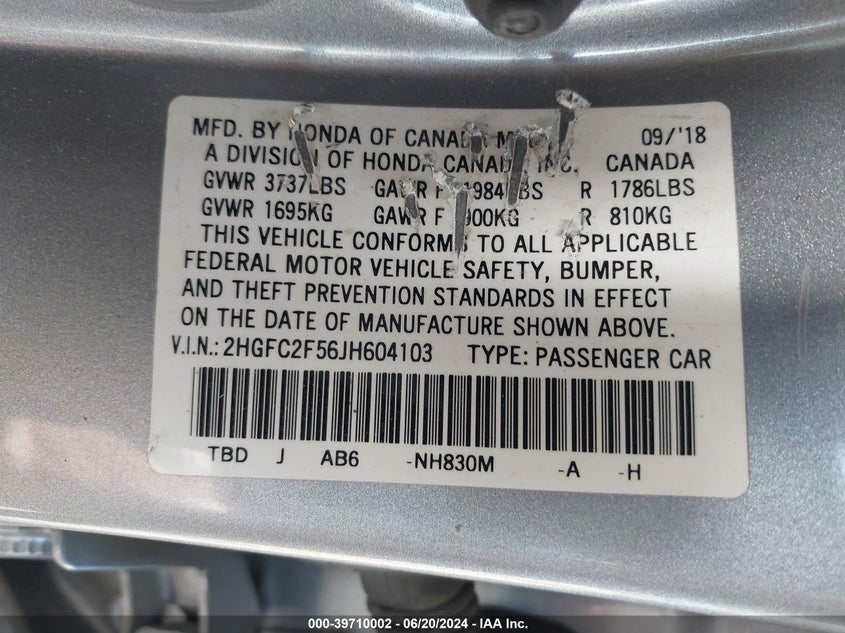 MFD. BY HONDA OF CANADA MFG., 09/'18
A DIVISION OF HONDA CANADA INC., CANADA
GVWR 3737LBS GAWR F 1984LBS R 1786LBS
GVWR 1695KG GAWR F 900KG R 810KG
THIS VEHICLE CONFORMS TO ALL APPLICABLE
FEDERAL MOTOR VEHICLE SAFETY, BUMPER,
AND THEFT PREVENTION STANDARDS IN EFFECT
ON THE DATE OF MANUFACTURE SHOWN ABOVE.
V.I.N.: 2HGFC2F56JH604103 TYPE: PASSENGER CAR
TBD J AB6 -NH830M -A -H
000-39710002 - 06/20/2024 - IAA Inc.